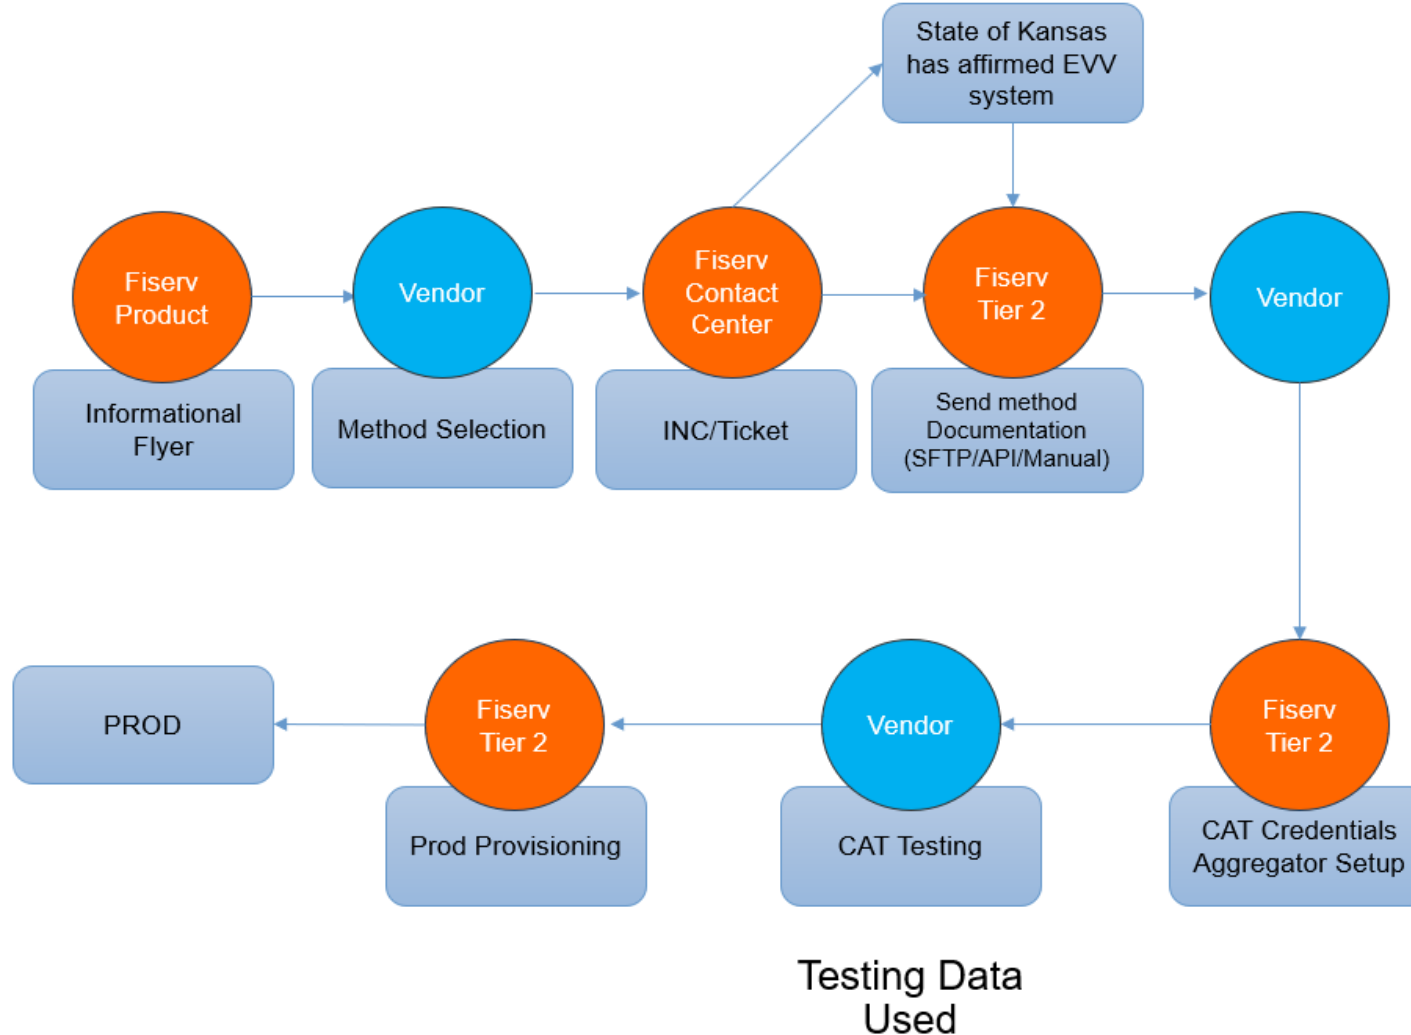 State of Kansas
has affirmed EVV
system
Fiserv
Product
Vendor
Fiserv
Contact
Center
Fiserv
Tier 2
Vendor
Informational
Flyer
Method Selection
INC/Ticket
Send method
Documentation
(SFTP/API/Manual)
PROD
Fiserv
Tier 2
Vendor
Fiserv
Tier 2
Prod Provisioning
CAT Testing
CAT Credentials
Aggregator Setup
Testing Data
Used